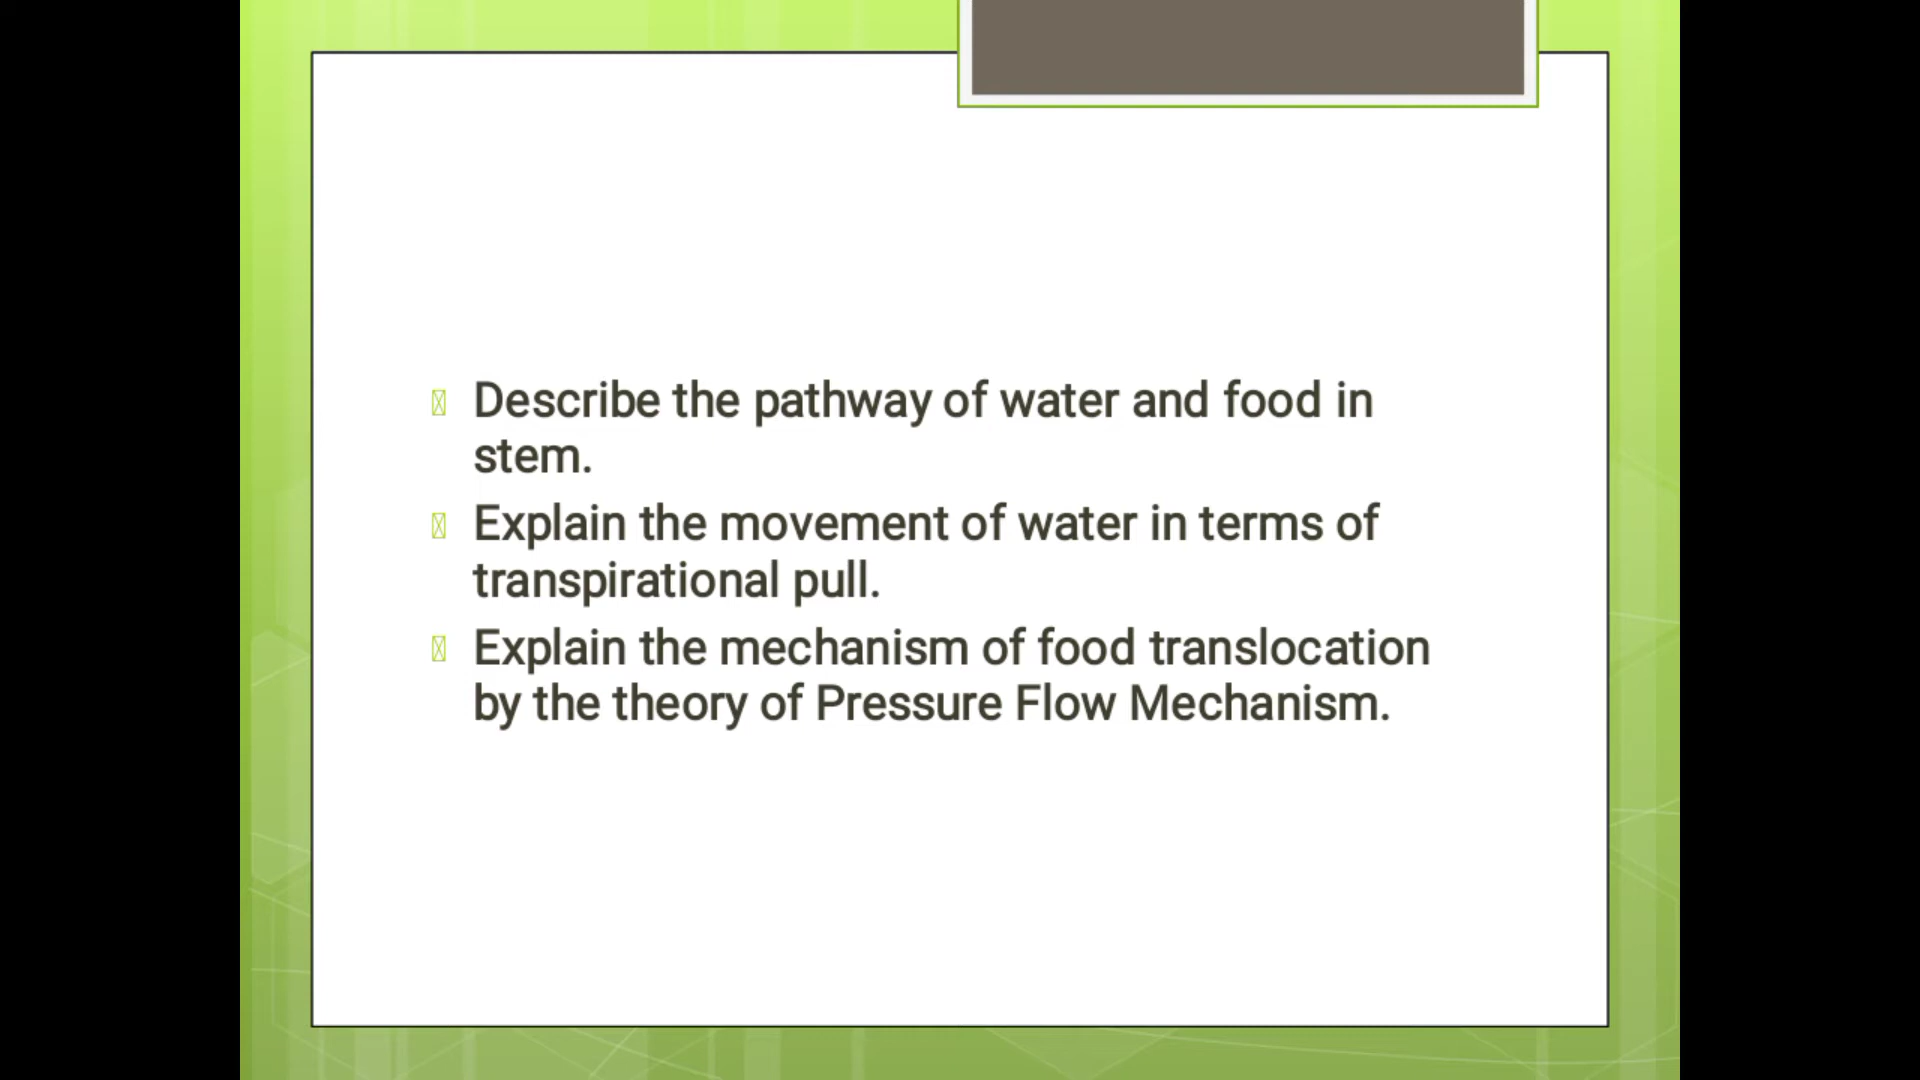 Describe the pathway of water and food in
stem.
Explain the movement of water in terms of
transpirational pull.
Explain the mechanism of food translocation
by the theory of Pressure Flow Mechanism.